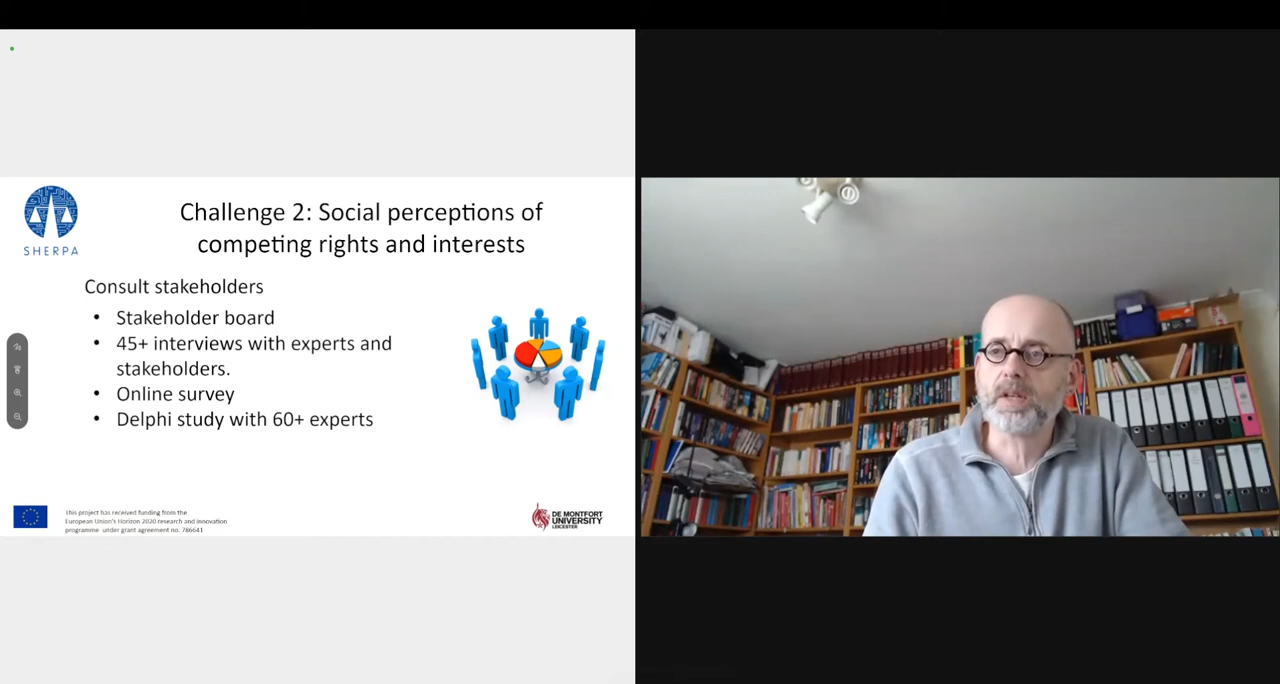 SHERPA
Challenge 2: Social perceptions of
competing rights and interests
Consult stakeholders
• Stakeholder board
• 45+ interviews with experts and
stakeholders.
• Online survey
• Delphi study with 60+ experts
This project has received funding from the
European Union's Horizon 2020 research and innovation
programme under grant agreement no. 786641
DE MONTFORT
UNIVERSITY
LEICESTER